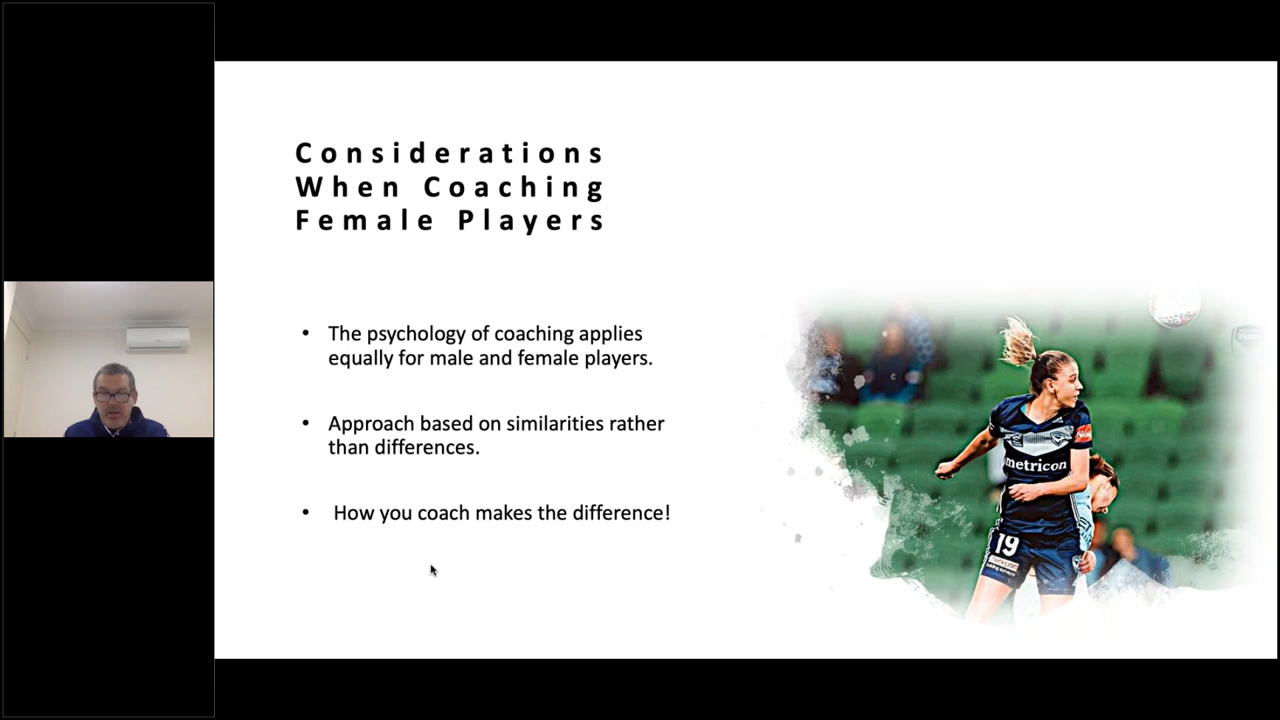 Considerations
When Coaching
Female Players
• The psychology of coaching applies
equally for male and female players.
• Approach based on similarities rather
than differences.
• How you coach makes the difference!
metricon
19